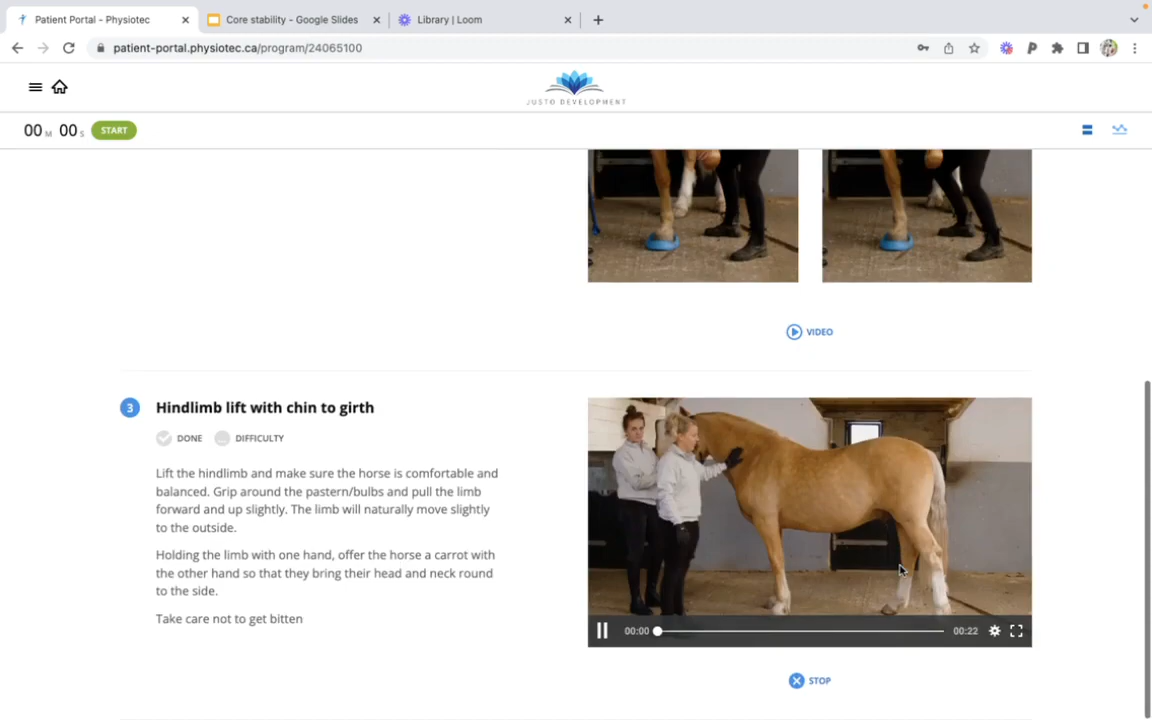 Patient Portal - Physiotec
Core stability - Google Slides
Library | Loom
patient-portal.physiotec.ca/program/24065100
JUSTO DEVELOPMENT
00 M 00 S START
VIDEO
3 Hindlimb lift with chin to girth
DONE DIFFICULTY
Lift the hindlimb and make sure the horse is comfortable and
balanced. Grip around the pastern/bulbs and pull the limb
forward and up slightly. The limb will naturally move slightly
to the outside.
Holding the limb with one hand, offer the horse a carrot with
the other hand so that they bring their head and neck round
to the side.
Take care not to get bitten
00:00 00:22
STOP